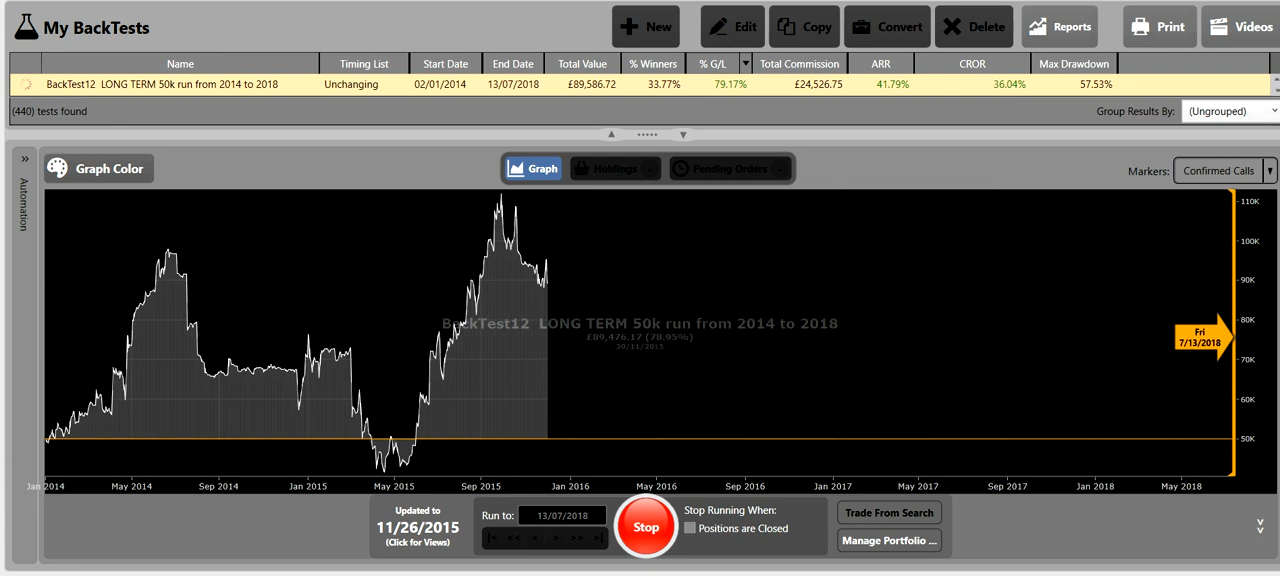 My BackTests
New
Edit
Copy
Convert
Delete
Reports
Print
Videos
Name Timing List Start Date End Date Total Value % Winners % G/L Total Commission ARR CROR Max Drawdown
BackTest12 LONG TERM 50k run from 2014 to 2018 Unchanging 02/01/2014 13/07/2018 £89,586.72 33.77% 79.17% £24,526.75 41.79% 36.04% 57.53%
(440) tests found
Group Results By: (Ungrouped)
Automation
Graph Color
Graph
Holdings
Pending Orders
Markers: Confirmed Calls
110K
100K
90K
80K
70K
60K
50K
BackTest12 LONG TERM 50k run from 2014 to 2018
£89,476.17 (78.95%)
30/11/2015
Fri
7/13/2018
Jan 2014 May 2014 Sep 2014 Jan 2015 May 2015 Sep 2015 Jan 2016 May 2016 Sep 2016 Jan 2017 May 2017 Sep 2017 Jan 2018 May 2018
Updated to
11/26/2015
(Click for Views)
Run to: 13/07/2018
|< << < > >> >|
Stop
Stop Running When:
Positions are Closed
Trade From Search
Manage Portfolio ...